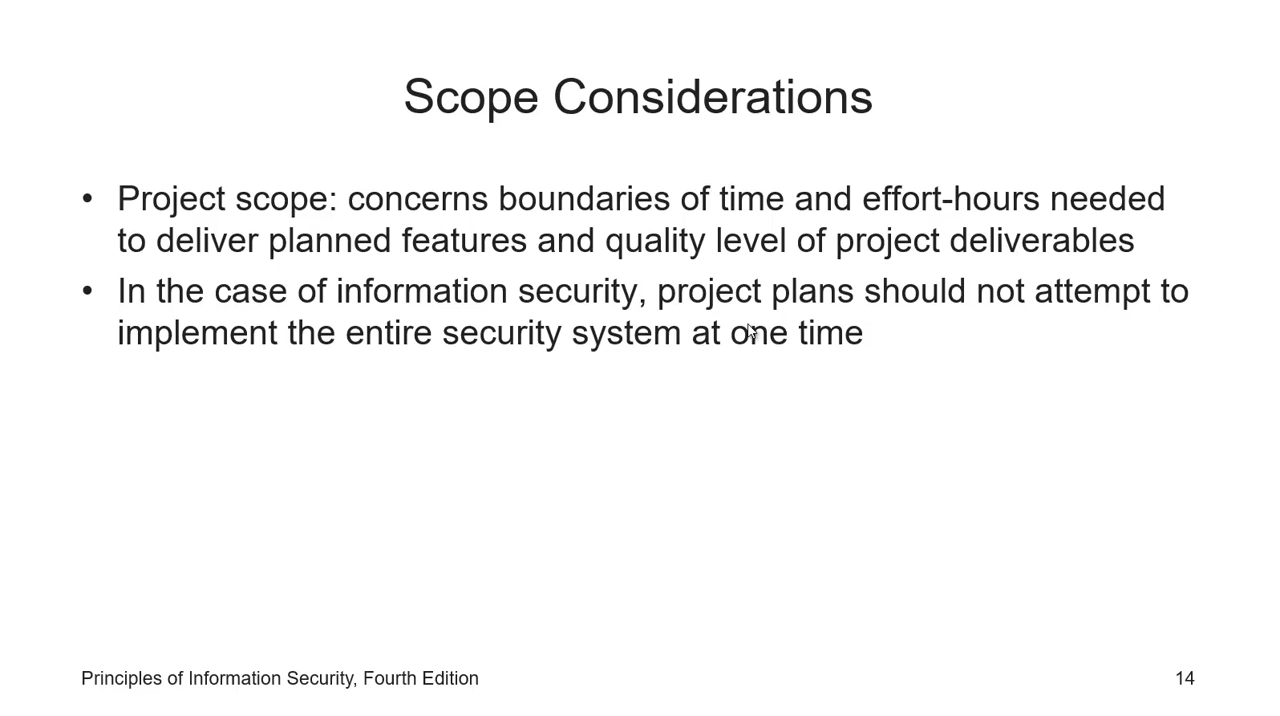 Scope Considerations
• Project scope: concerns boundaries of time and effort-hours needed
to deliver planned features and quality level of project deliverables
• In the case of information security, project plans should not attempt to
implement the entire security system at one time
Principles of Information Security, Fourth Edition
14